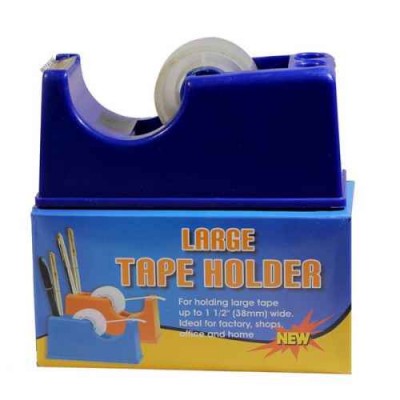 LARGE
TAPE HOLDER
For holding large tape
up to 1 1/2" (38mm) wide.
Ideal for factory, shops,
office and home
NEW